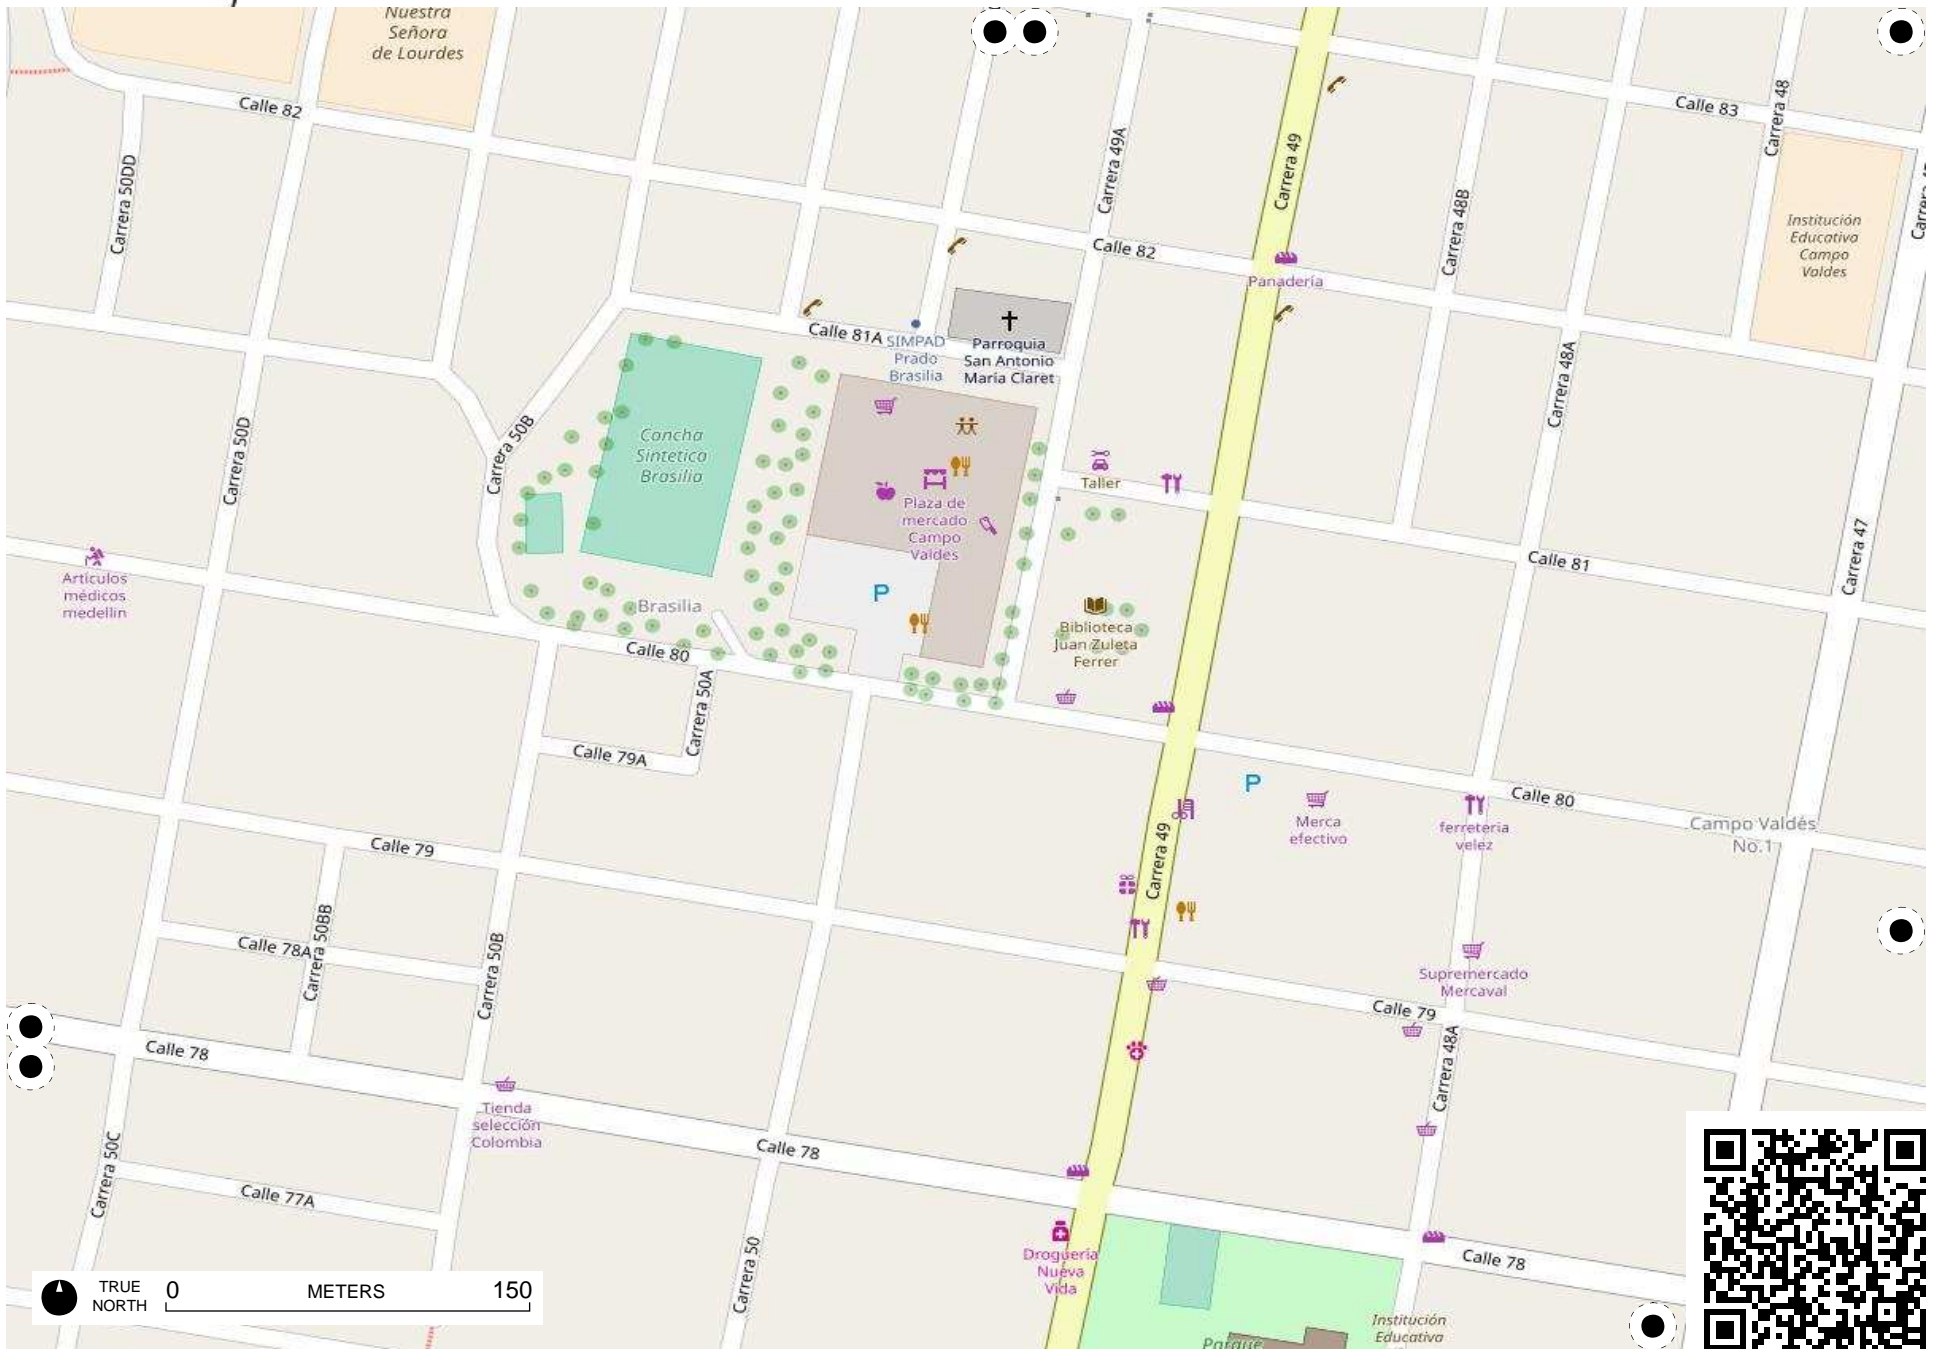 Nuestra
Señora
de Lourdes
Calle 82
Calle 83
Carrera 48
Carrera 50DD
Carrera 49A
Carrera 49
Carrera 48B
Institución
Educativa
Campo
Valdes
Calle 82
Panadería
Calle 81A
SIMPAD
Prado
Brasilia
Parroquia
San Antonio
María Claret
Carrera 48A
Carrera 50D
Carrera 50B
Concha
Sintetica
Brasilia
Taller
Plaza de
mercado
Campo
Valdes
Calle 81
Carrera 47
Articulos
médicos
medellin
P
Brasilia
Biblioteca
Juan Zuleta
Ferrer
Calle 80
Carrera 50A
Calle 79A
P
Calle 80
Merca
efectivo
ferreteria
velez
Campo Valdés
No.1
Calle 79
Carrera 49
Calle 78A
Carrera 50BB
Carrera 50B
Supremercado
Mercaval
Calle 79
Calle 78
Carrera 48A
Tienda
selección
Colombia
Calle 78
Carrera 50C
Calle 77A
Carrera 50
Droguería
Nueva
Vida
Calle 78
TRUE
NORTH
0 METERS 150
Institución
Educativa
Parque